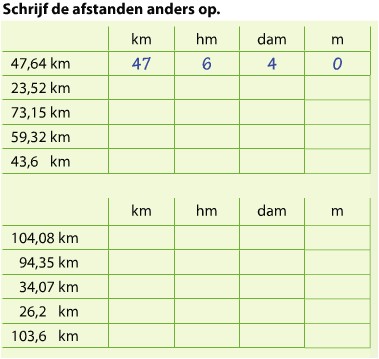 Schrijf de afstanden anders op.
km hm dam m
47,64 km 47 6 4 0
23,52 km
73,15 km
59,32 km
43,6 km
km hm dam m
104,08 km
94,35 km
34,07 km
26,2 km
103,6 km